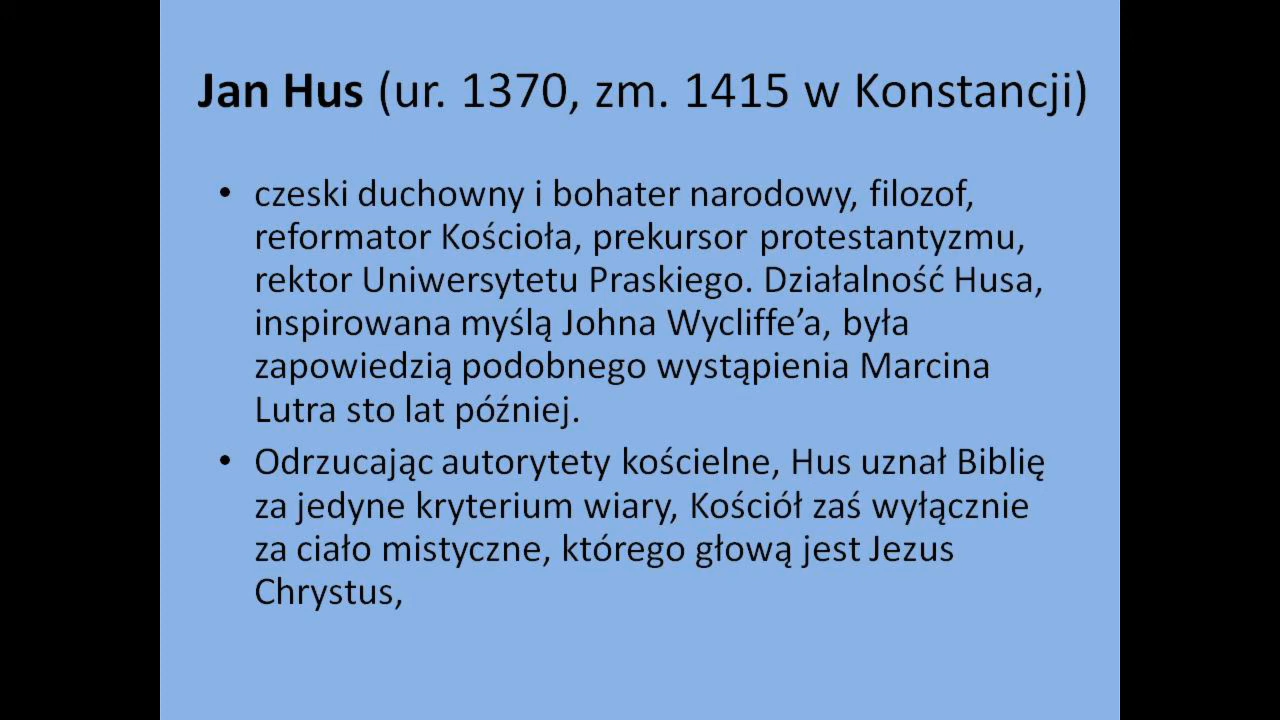 Jan Hus (ur. 1370, zm. 1415 w Konstancji)
• czeski duchowny i bohater narodowy, filozof,
reformator Kościoła, prekursor protestantyzmu,
rektor Uniwersytetu Praskiego. Działalność Husa,
inspirowana myślą Johna Wycliffe’a, była
zapowiedzią podobnego wystąpienia Marcina
Lutra sto lat później.
• Odrzucając autorytety kościelne, Hus uznał Biblię
za jedyne kryterium wiary, Kościół zaś wyłącznie
za ciało mistyczne, którego głową jest Jezus
Chrystus,